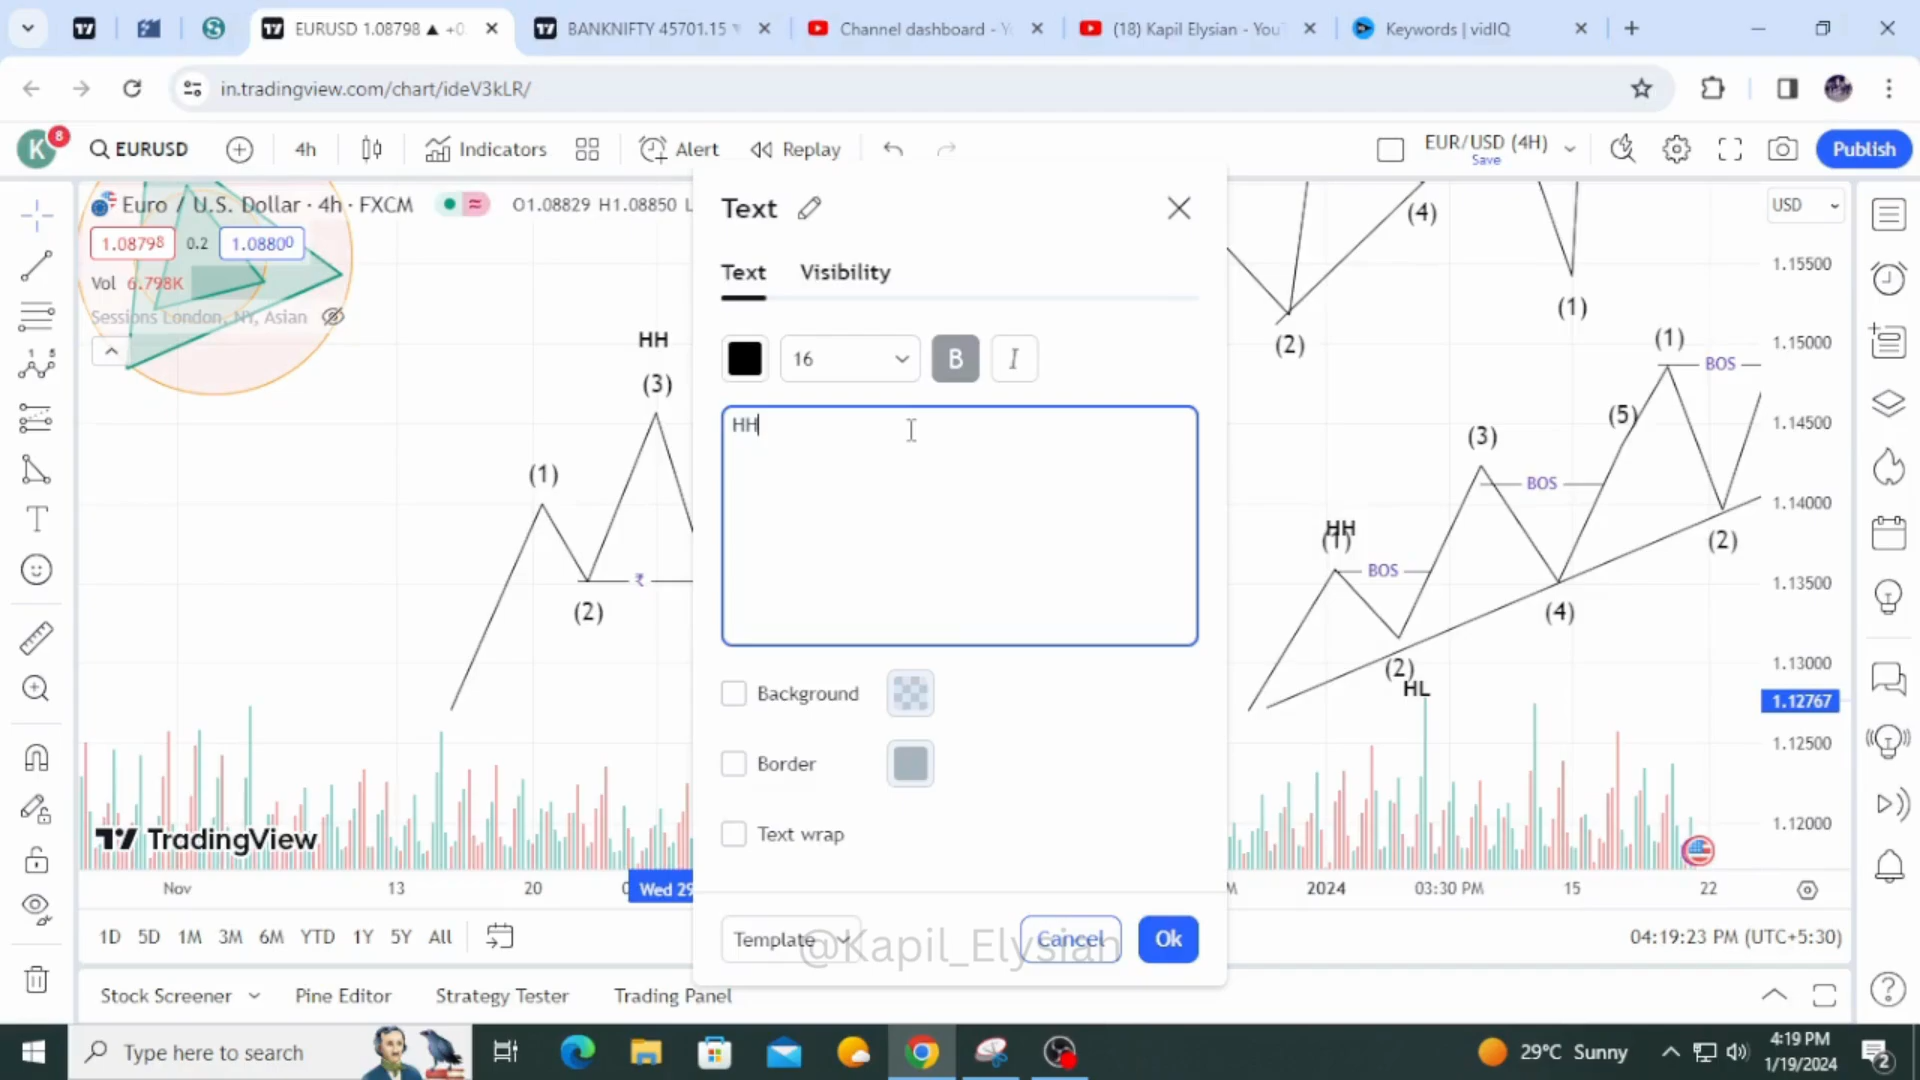 EURUSD 1.08798 ▲ +0
BANKNIFTY 45701.15
Channel dashboard - Y
(18) Kapil Elysian - YouT
Keywords | vidIQ
in.tradingview.com/chart/ideV3kLR/
K
8
EURUSD
4h
Indicators
Alert
Replay
EUR/USD (4H)
Save
Publish
Euro / U.S. Dollar · 4h · FXCM
O1.08829 H1.08850 L
USD
1.08798
0.2
1.08800
Vol 6.798K
Sessions London, NY, Asian
Text
Text
Visibility
16
B
I
HH
Background
Border
Text wrap
Template
Cancel
Ok
@Kapil_Elysian
HH
(3)
(1)
(2)
₹
(4)
(2)
(1)
(1)
BOS
(5)
(3)
BOS
HH
(1)
BOS
(2)
(4)
(2)
HL
1.15500
1.15000
1.14500
1.14000
1.13500
1.13000
1.12767
1.12500
1.12000
TradingView
Nov
13
20
Wed 29
2024
03:30 PM
15
22
1D 5D 1M 3M 6M YTD 1Y 5Y All
04:19:23 PM (UTC+5:30)
Stock Screener
Pine Editor
Strategy Tester
Trading Panel
Type here to search
29°C Sunny
4:19 PM
1/19/2024
2